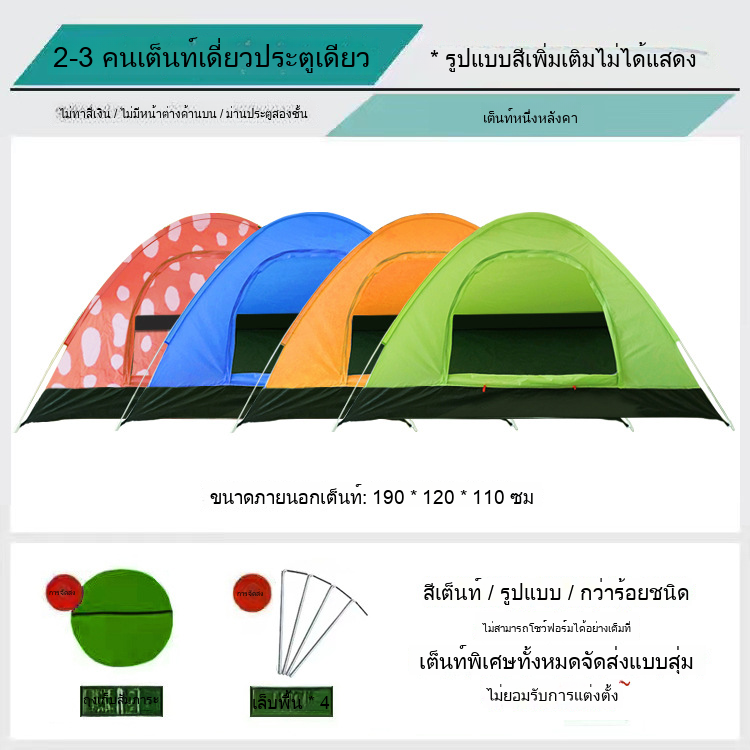 2-3 คนเต็นท์เดี่ยวประตูเดียว
* รูปแบบสีเพิ่มเติมไม่ได้แสดง
ไม่ทาสีเงิน / ไม่มีหน้าต่างด้านบน / ม่านประตูสองชั้น
เต็นท์หนึ่งหลังคา
ขนาดภายนอกเต็นท์: 190 * 120 * 110 ซม
การจัดส่ง
การจัดส่ง
สีเต็นท์ / รูปแบบ / กว่าร้อยชนิด
ไม่สามารถโชว์ฟอร์มได้อย่างเต็มที่
เต็นท์พิเศษทั้งหมดจัดส่งแบบสุ่ม
ไม่ยอมรับการแต่งตั้ง~
ถุงเก็บสัมภาระ
เล็บพื้น * 4